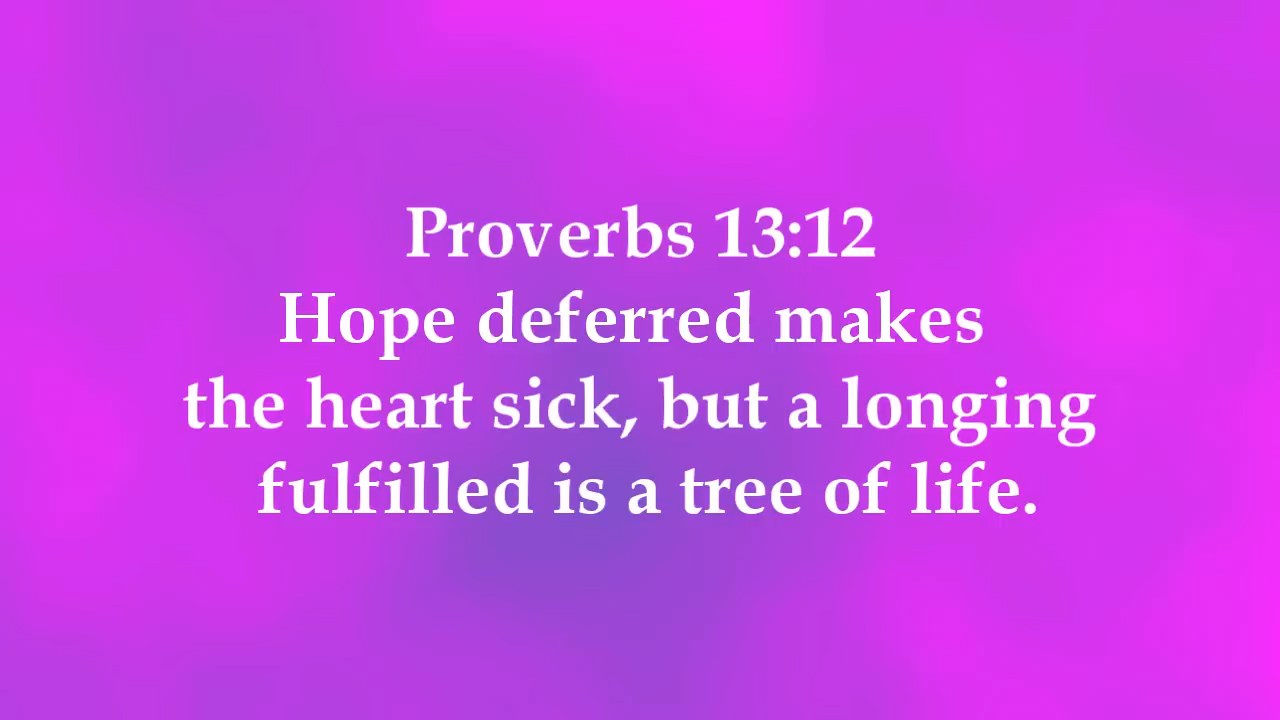 Proverbs 13:12
Hope deferred makes
the heart sick, but a longing
fulfilled is a tree of life.